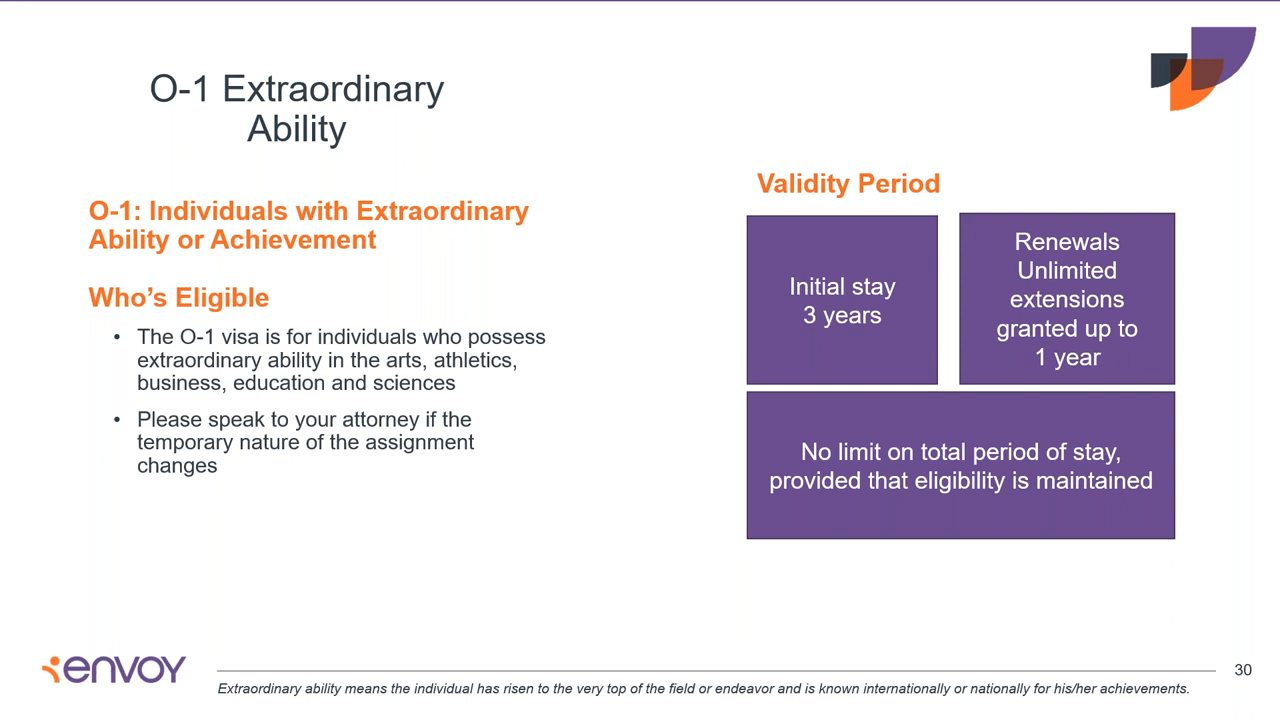 O-1 Extraordinary
Ability
O-1: Individuals with Extraordinary
Ability or Achievement
Who’s Eligible
• The O-1 visa is for individuals who possess
extraordinary ability in the arts, athletics,
business, education and sciences
• Please speak to your attorney if the
temporary nature of the assignment
changes
Validity Period
Initial stay
3 years
Renewals
Unlimited
extensions
granted up to
1 year
No limit on total period of stay,
provided that eligibility is maintained
envoy
30
Extraordinary ability means the individual has risen to the very top of the field or endeavor and is known internationally or nationally for his/her achievements.